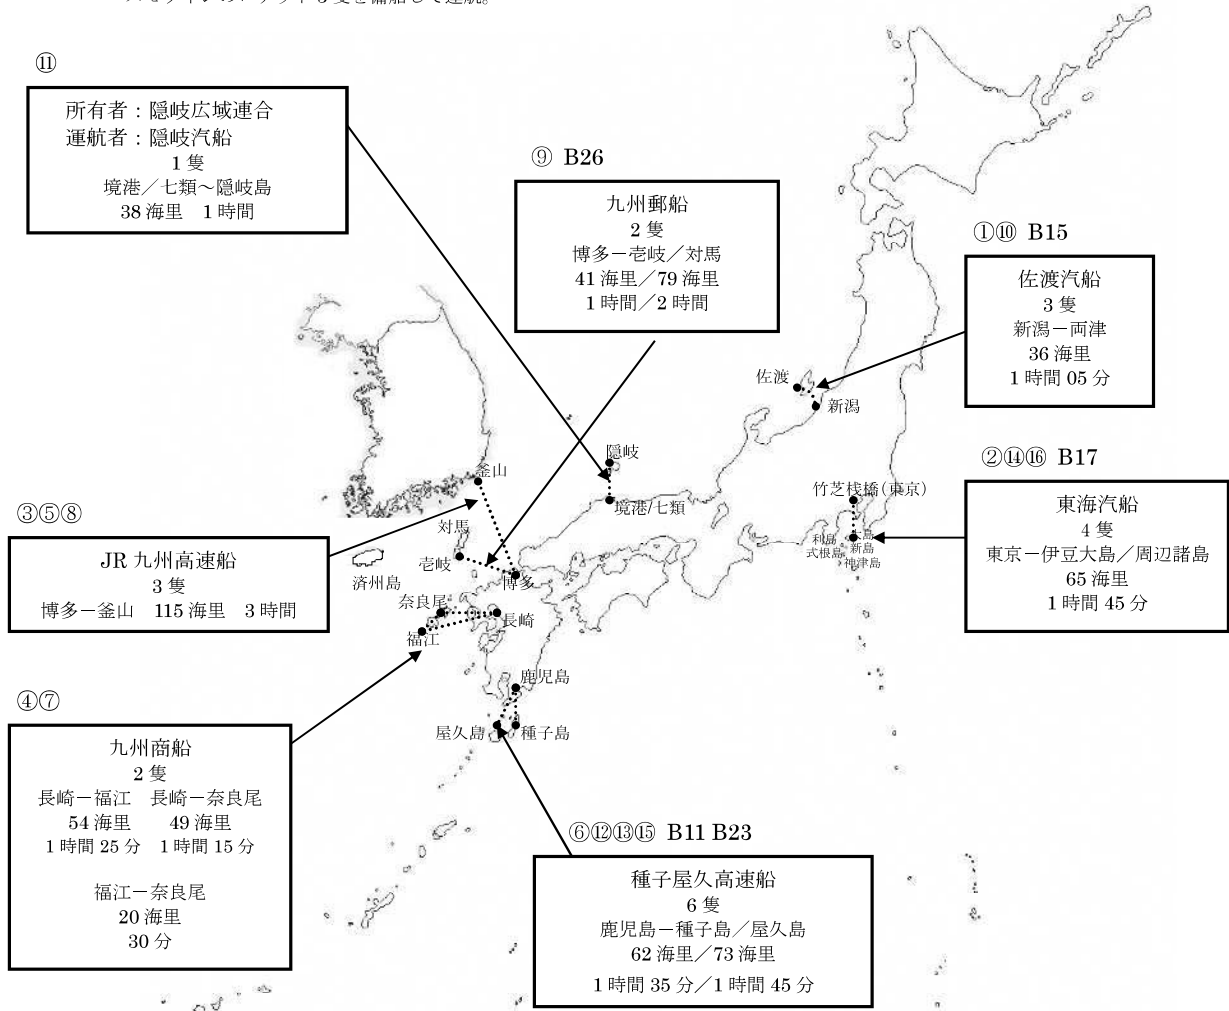 ⑪
所有者：隠岐広域連合
運航者：隠岐汽船
1隻
境港／七類～隠岐島
38海里　1時間
⑨ B26
九州郵船
2隻
博多－壱岐／対馬
41海里／79海里
1時間／2時間
①⑩ B15
佐渡汽船
3隻
新潟－両津
36海里
1時間05分
佐渡
新潟
隠岐
境港/七類
②⑭⑯ B17
東海汽船
4隻
東京－伊豆大島／周辺諸島
65海里
1時間45分
竹芝桟橋（東京）
大島
利島
新島
式根島
神津島
釜山
対馬
壱岐
博多
済州島
③⑤⑧
JR九州高速船
3隻
博多－釜山　115海里　3時間
奈良尾
長崎
福江
鹿児島
屋久島
種子島
④⑦
九州商船
2隻
長崎－福江　長崎－奈良尾
54海里　49海里
1時間25分　1時間15分
福江－奈良尾
20海里
30分
⑥⑫⑬⑮ B11 B23
種子屋久高速船
6隻
鹿児島－種子島／屋久島
62海里／73海里
1時間35分／1時間45分